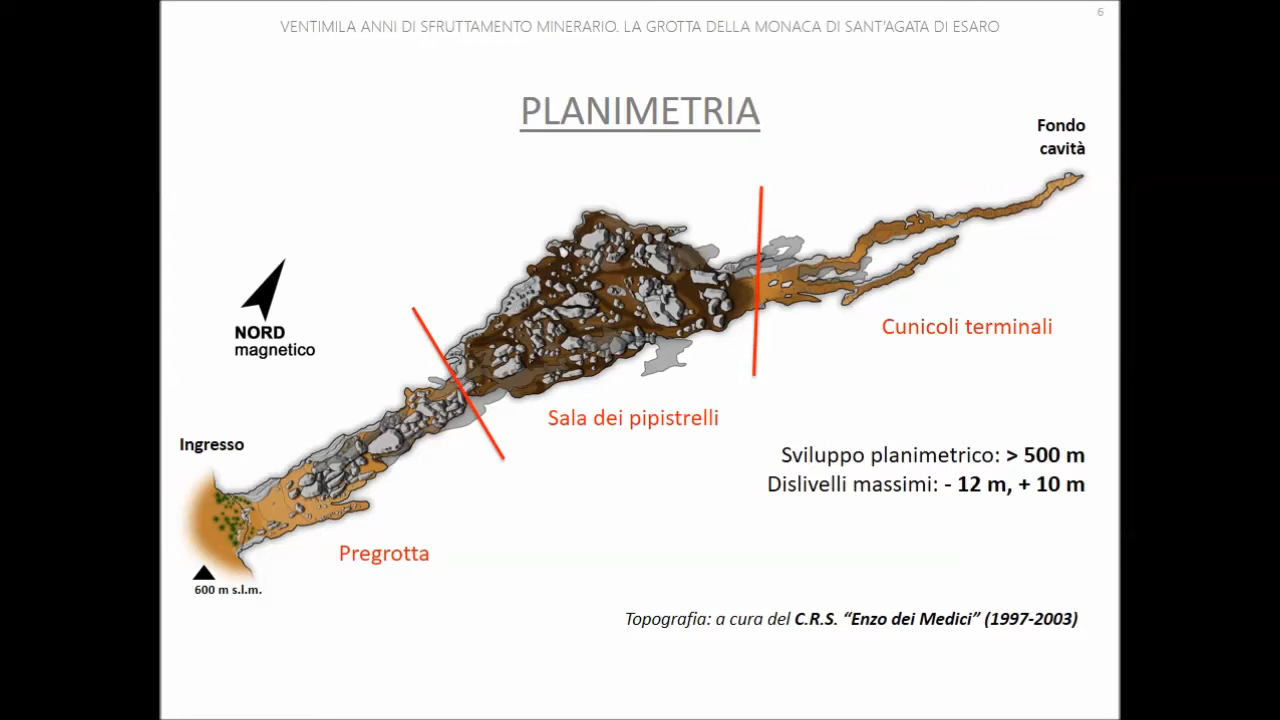 6
VENTIMILA ANNI DI SFRUTTAMENTO MINERARIO. LA GROTTA DELLA MONACA DI SANT'AGATA DI ESARO
PLANIMETRIA
Fondo
cavità
NORD
magnetico
Cunicoli terminali
Sala dei pipistrelli
Ingresso
Sviluppo planimetrico: > 500 m
Dislivelli massimi: - 12 m, + 10 m
Pregrotta
600 m s.l.m.
Topografia: a cura del C.R.S. “Enzo dei Medici” (1997-2003)